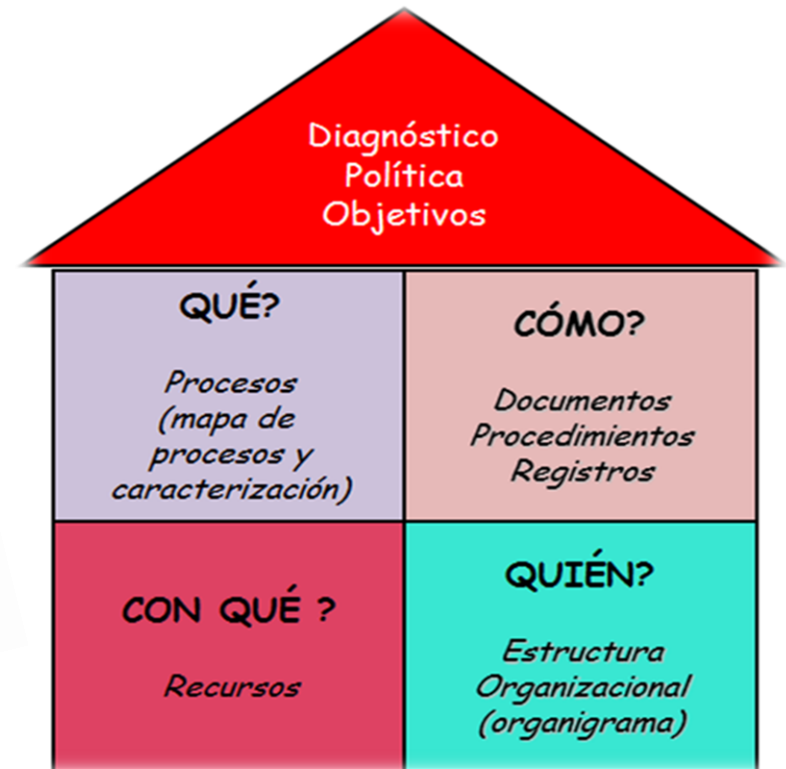 Diagnóstico
Política
Objetivos
QUÉ?
Procesos
(mapa de
procesos y
caracterización)
CÓMO?
Documentos
Procedimientos
Registros
CON QUÉ ?
Recursos
QUIÉN?
Estructura
Organizacional
(organigrama)